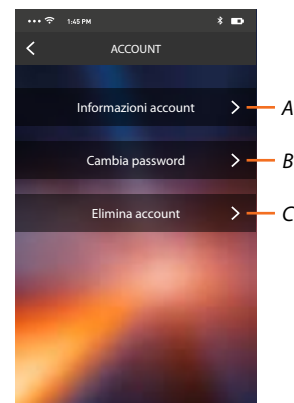 1:45 PM
ACCOUNT
Informazioni account A
Cambia password B
Elimina account C